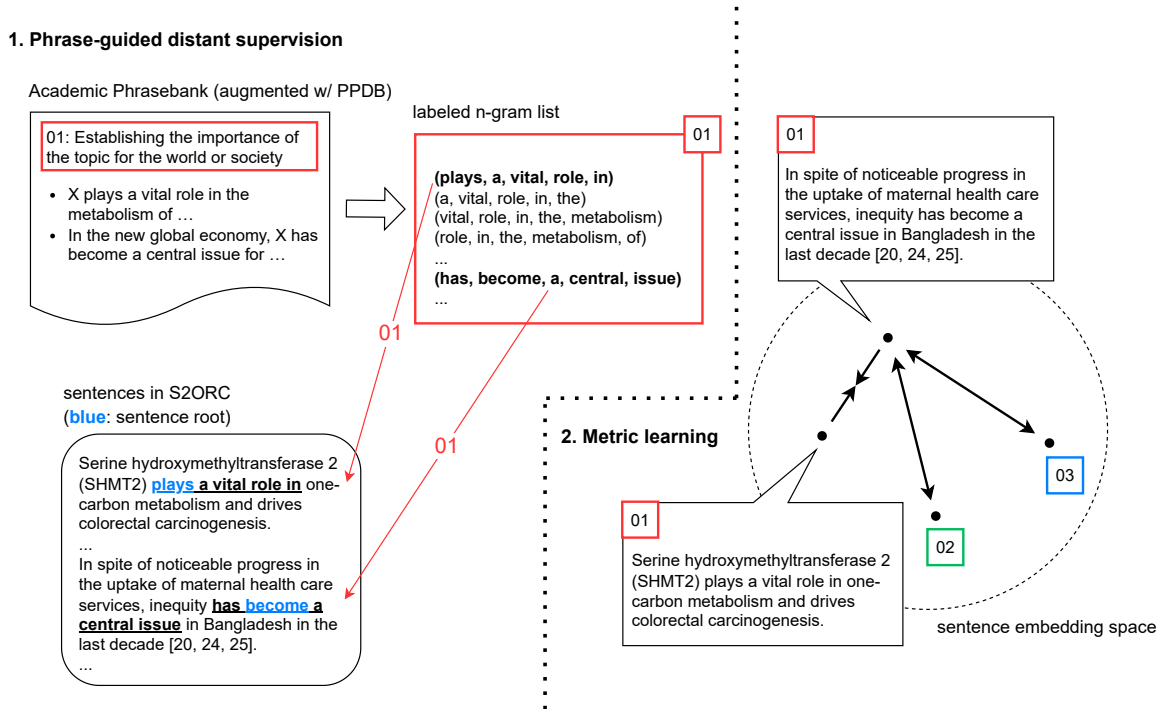 1. Phrase-guided distant supervision
Academic Phrasebank (augmented w/ PPDB)
01: Establishing the importance of
the topic for the world or society
• X plays a vital role in the
metabolism of …
• In the new global economy, X has
become a central issue for …
labeled n-gram list
01
(plays, a, vital, role, in)
(a, vital, role, in, the)
(vital, role, in, the, metabolism)
(role, in, the, metabolism, of)
...
(has, become, a, central, issue)
...
01
01
sentences in S2ORC
(blue: sentence root)
Serine hydroxymethyltransferase 2
(SHMT2) plays a vital role in one-
carbon metabolism and drives
colorectal carcinogenesis.
...
In spite of noticeable progress in
the uptake of maternal health care
services, inequity has become a
central issue in Bangladesh in the
last decade [20, 24, 25].
...
2. Metric learning
01
In spite of noticeable progress in
the uptake of maternal health care
services, inequity has become a
central issue in Bangladesh in the
last decade [20, 24, 25].
03
02
01
Serine hydroxymethyltransferase 2
(SHMT2) plays a vital role in one-
carbon metabolism and drives
colorectal carcinogenesis.
sentence embedding space